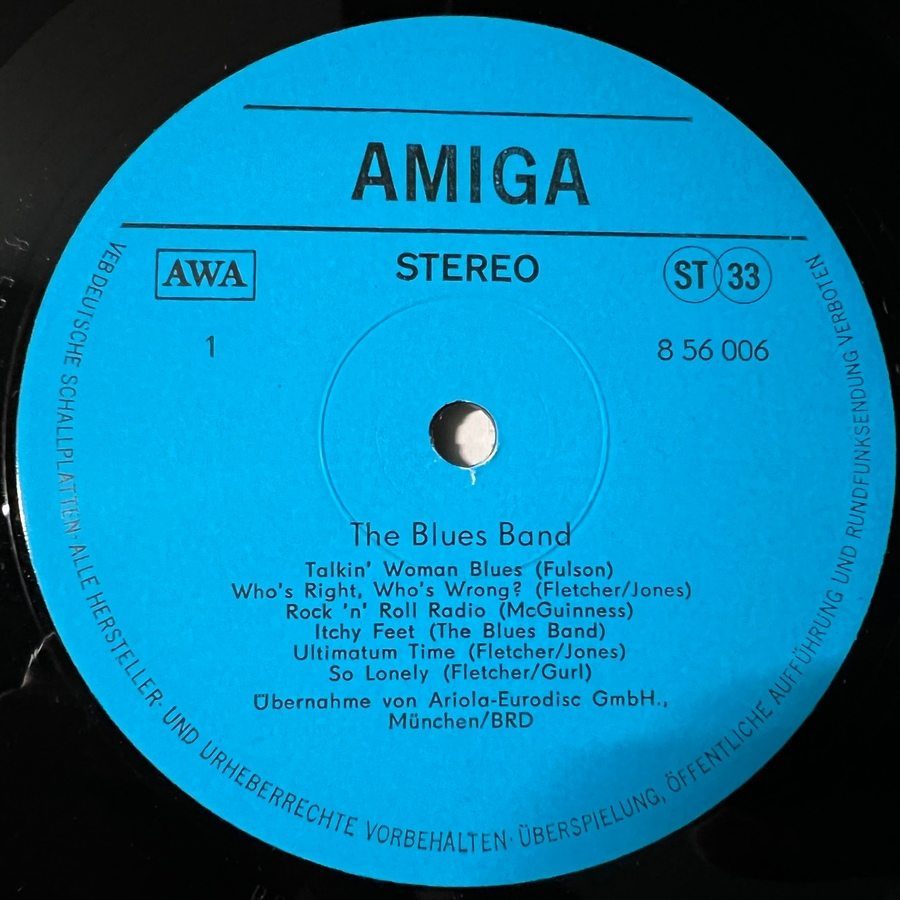 AMIGA
AWA
STEREO
ST 33
1
8 56 006
The Blues Band
Talkin' Woman Blues (Fulson)
Who's Right, Who's Wrong? (Fletcher/Jones)
Rock 'n' Roll Radio (McGuinness)
Itchy Feet (The Blues Band)
Ultimatum Time (Fletcher/Jones)
So Lonely (Fletcher/Gurl)
Übernahme von Ariola-Eurodisc GmbH.,
München/BRD
VEB DEUTSCHE SCHALLPLATTEN · ALLE HERSTELLER- UND URHEBERRECHTE VORBEHALTEN · ÜBERSPIELUNG, ÖFFENTLICHE AUFFÜHRUNG UND RUNDFUNKSENDUNG VERBOTEN